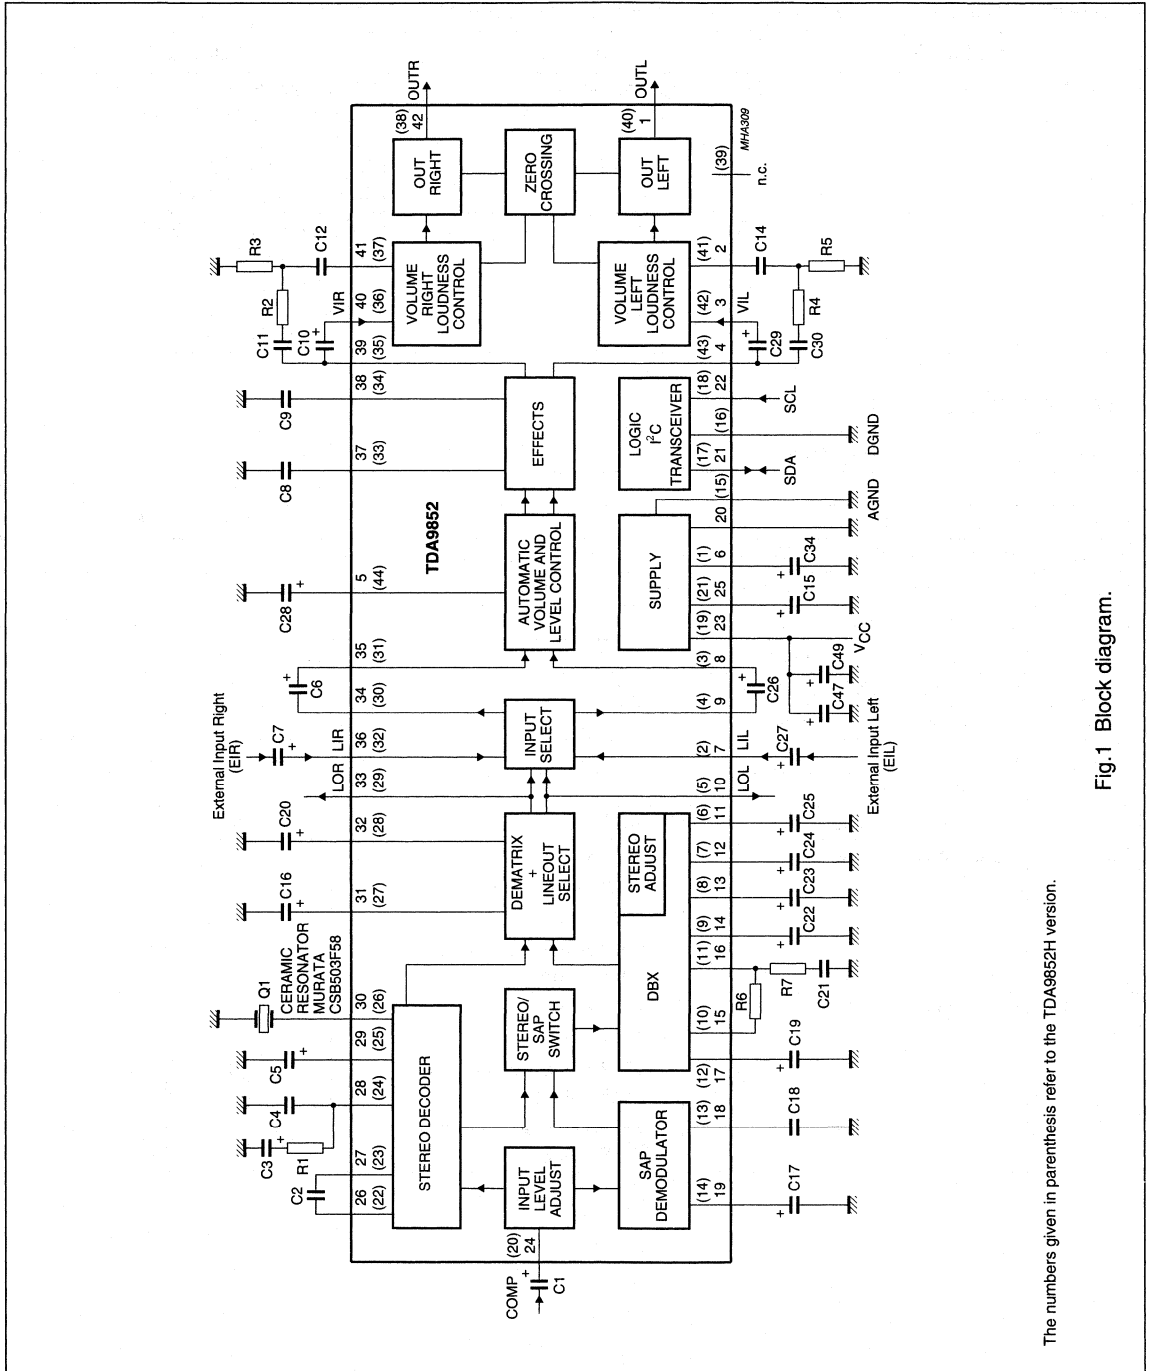 COMP
+
C1
(20)
24
C2
26
(22)
27
(23)
C3
+
R1
C4
28
(24)
C5
+
29
(25)
Q1
30
(26)
CERAMIC
RESONATOR
MURATA
CSB503F58
C16
+
31
(27)
C20
+
32
(28)
LOR
33
(29)
External Input Right
(EIR)
C7
+
LIR
36
(32)
+
C6
34
(30)
35
(31)
C28
+
5
(44)
C8
37
(33)
C9
38
(34)
C11
R2
R3
C10
+
39
(35)
VIR
40
(36)
C12
41
(37)
(38)
42
OUTR
TDA9852
STEREO DECODER
INPUT
LEVEL
ADJUST
SAP
DEMODULATOR
STEREO/
SAP
SWITCH
DEMATRIX
+
LINEOUT
SELECT
DBX
STEREO
ADJUST
INPUT
SELECT
AUTOMATIC
VOLUME AND
LEVEL CONTROL
SUPPLY
EFFECTS
LOGIC
I²C
TRANSCEIVER
VOLUME
RIGHT
LOUDNESS
CONTROL
VOLUME
LEFT
LOUDNESS
CONTROL
OUT
RIGHT
ZERO
CROSSING
OUT
LEFT
(40)
1
OUTL
(14)
19
+
C17
(13)
18
C18
(12)
17
+
C19
(10)
15
R6
(11)
16
R7
C21
(9)
14
+
C22
(8)
13
+
C23
(7)
12
+
C24
(6)
11
+
C25
(5)
10
LOL
(2)
7
LIL
+
C27
External Input Left
(EIL)
(4)
9
(3)
8
+
C26
(19)
23
VCC
+
C47
+
C49
(21)
25
+
C15
(1)
6
+
C34
20
(15)
AGND
(17)
21
SDA
(16)
DGND
(18)
22
SCL
(43)
4
+
C29
C30
(42)
3
VIL
R4
(41)
2
C14
R5
(39)
n.c.
MHA309
The numbers given in parenthesis refer to the TDA9852H version.
Fig.1 Block diagram.